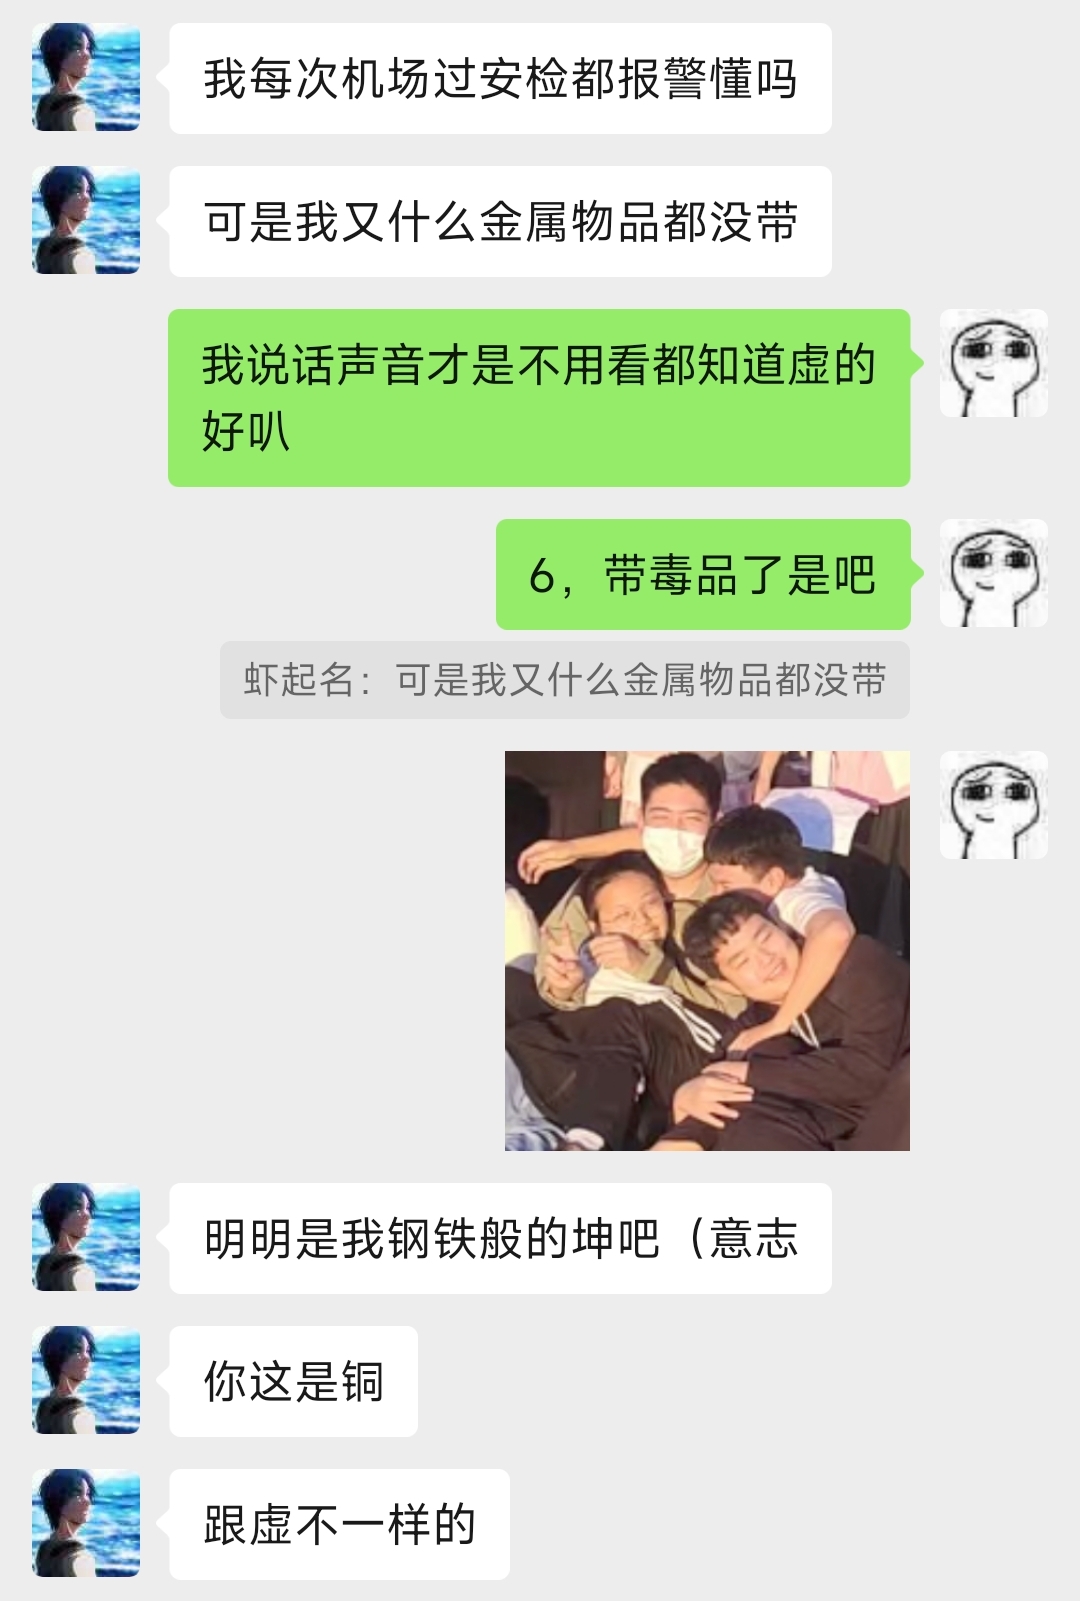 我每次机场过安检都报警懂吗
可是我又什么金属物品都没带
我说话声音才是不用看都知道虚的
好叭
6，带毒品了是吧
虾起名：可是我又什么金属物品都没带
明明是我钢铁般的坤吧（意志
你这是铜
跟虚不一样的